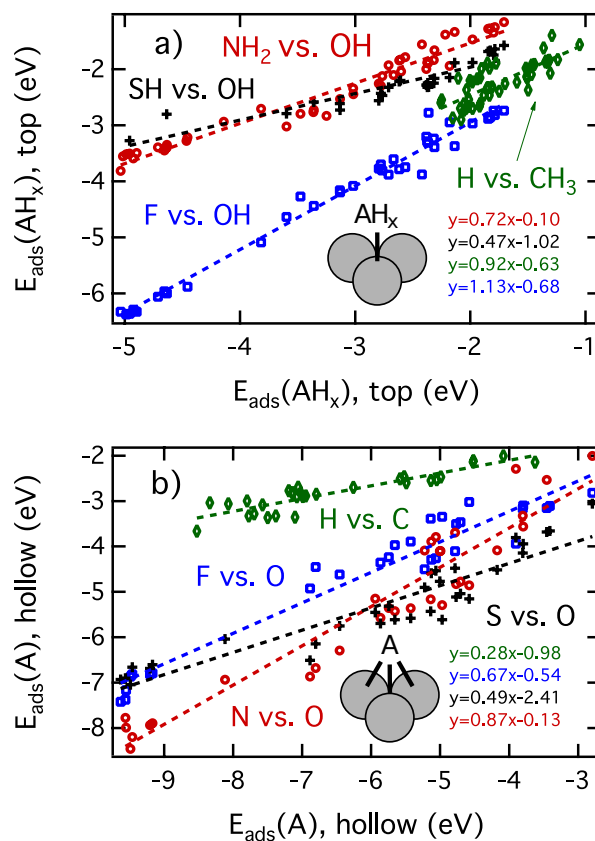 a)
NH₂ vs. OH
SH vs. OH
F vs. OH
H vs. CH₃
AHₓ
y=0.72x-0.10
y=0.47x-1.02
y=0.92x-0.63
y=1.13x-0.68
Eads(AHₓ), top (eV)
-2
-3
-4
-5
-6
-5
-4
-3
-2
-1
Eads(AHₓ), top (eV)
b)
H vs. C
F vs. O
S vs. O
N vs. O
A
y=0.28x-0.98
y=0.67x-0.54
y=0.49x-2.41
y=0.87x-0.13
Eads(A), hollow (eV)
-2
-3
-4
-5
-6
-7
-8
-9
-8
-7
-6
-5
-4
-3
Eads(A), hollow (eV)